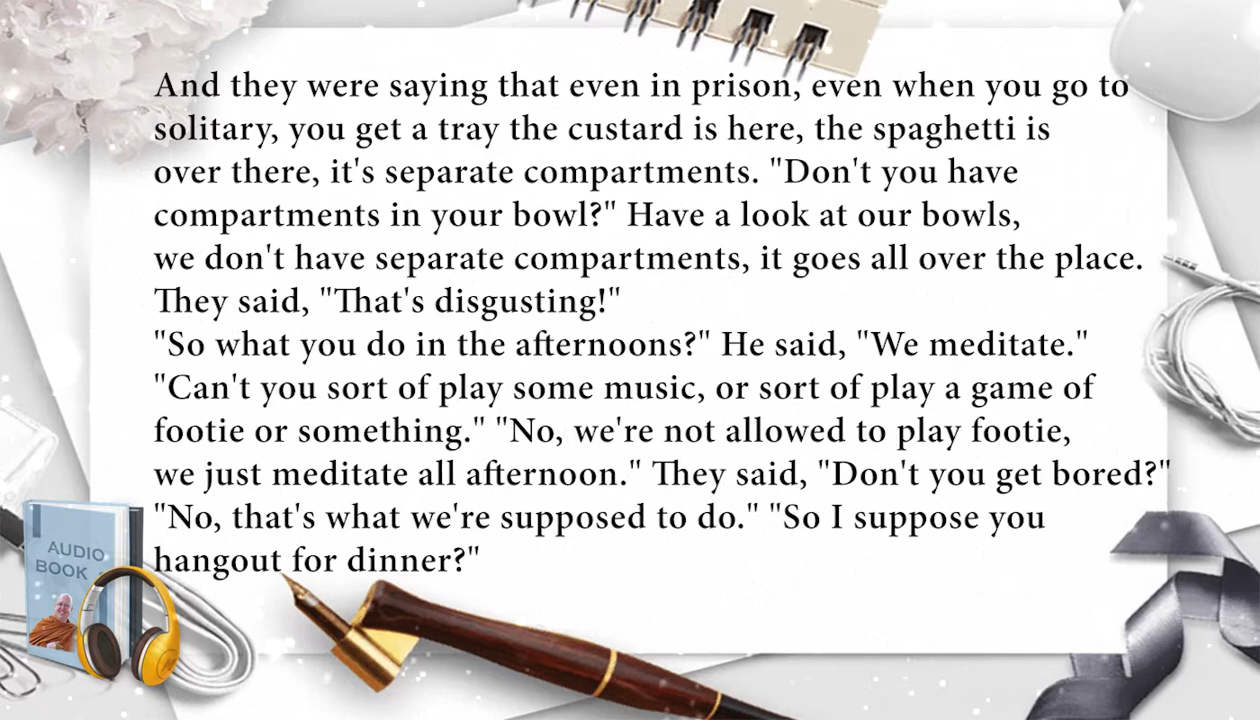 And they were saying that even in prison, even when you go to
solitary, you get a tray the custard is here, the spaghetti is
over there, it's separate compartments. "Don't you have
compartments in your bowl?" Have a look at our bowls,
we don't have separate compartments, it goes all over the place.
They said, "That's disgusting!"
"So what you do in the afternoons?" He said, "We meditate."
"Can't you sort of play some music, or sort of play a game of
footie or something." "No, we're not allowed to play footie,
we just meditate all afternoon." They said, "Don't you get bored?"
"No, that's what we're supposed to do." "So I suppose you
hangout for dinner?"
AUDIO
BOOK